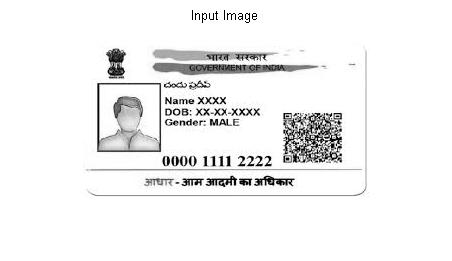 Input Image
भारत सरकार
GOVERNMENT OF INDIA
చందు ప్రదీప్
Name XXXX
DOB: XX-XX-XXXX
Gender: MALE
0000 1111 2222
आधार - आम आदमी का अधिकार